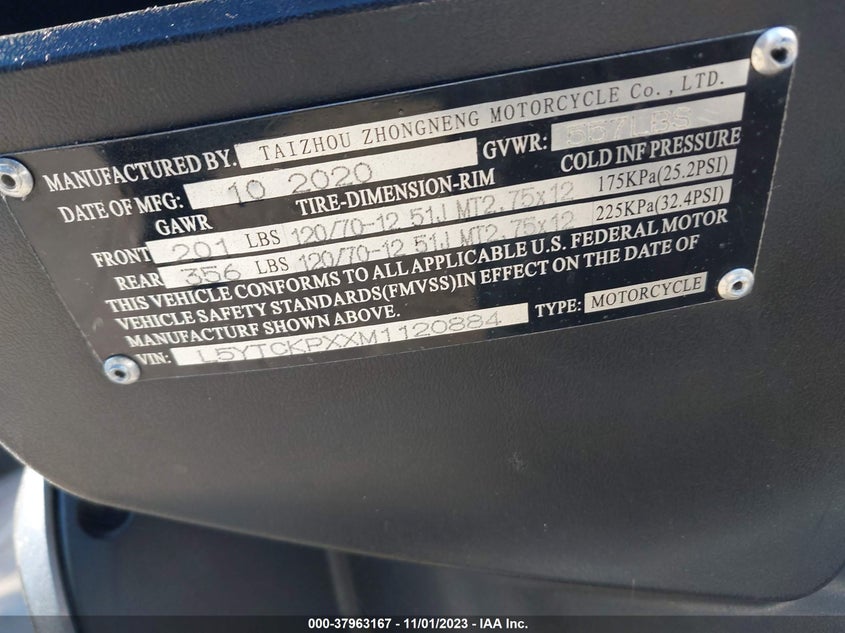 MANUFACTURED BY. TAIZHOU ZHONGNENG MOTORCYCLE Co., LTD.
DATE OF MFG: 10 2020 GVWR: 557LBS
GAWR TIRE-DIMENSION-RIM COLD INF PRESSURE
FRONT 201 LBS 120/70-12 51J MT2.75x12 175KPa(25.2PSI)
REAR 356 LBS 120/70-12 51J MT2.75x12 225KPa(32.4PSI)
THIS VEHICLE CONFORMS TO ALL APPLICABLE U.S. FEDERAL MOTOR
VEHICLE SAFETY STANDARDS(FMVSS)IN EFFECT ON THE DATE OF
MANUFACTURF SHOWN ABOVE.
VIN: L5YTCKPXXM1120884 TYPE: MOTORCYCLE
000-37963167 - 11/01/2023 - IAA Inc.